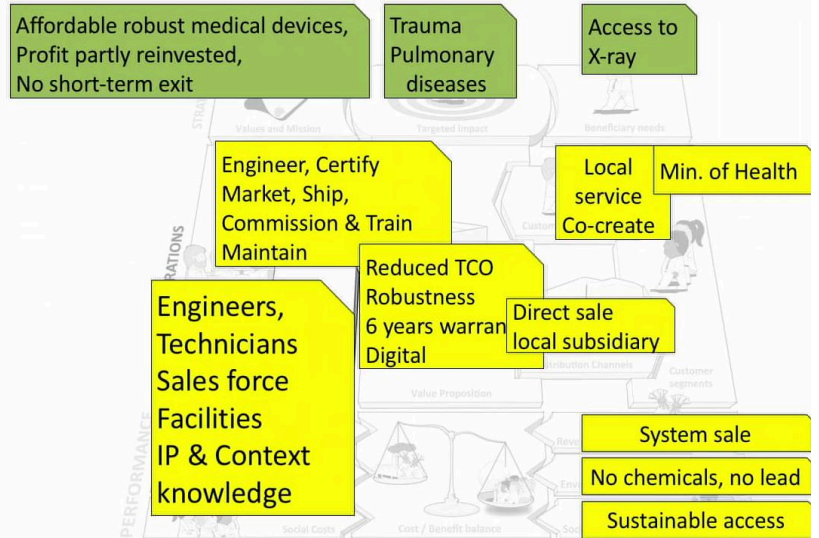 Affordable robust medical devices,
Profit partly reinvested,
No short-term exit
Trauma
Pulmonary
diseases
Access to
X-ray
Values and Mission
Targeted impact
beneficiary needs
Engineer, Certify
Market, Ship,
Commission & Train
Maintain
Local
service
Co-create
Min. of Health
RATIONS
Reduced TCO
Robustness
6 years warran
Digital
Direct sale
local subsidiary
Engineers,
Technicians
Sales force
Facilities
IP & Context
knowledge
Customer
segments
Value Proposition
System sale
No chemicals, no lead
Sustainable access
PERFORMANCE
Social Costs
Cost / Benefit balance